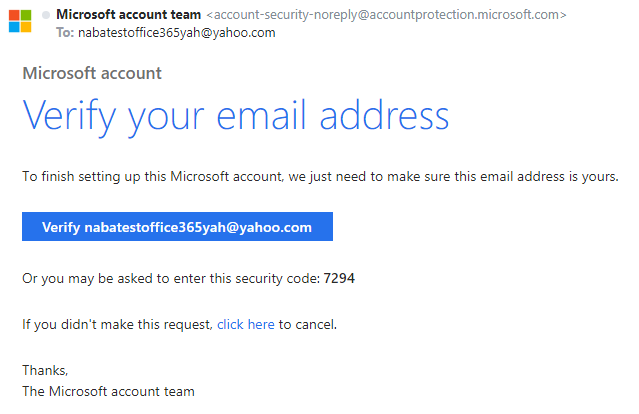 Microsoft account team <account-security-noreply@accountprotection.microsoft.com>
To: nabatestoffice365yah@yahoo.com
Microsoft account
Verify your email address
To finish setting up this Microsoft account, we just need to make sure this email address is yours.
Verify nabatestoffice365yah@yahoo.com
Or you may be asked to enter this security code: 7294
If you didn't make this request, click here to cancel.
Thanks,
The Microsoft account team